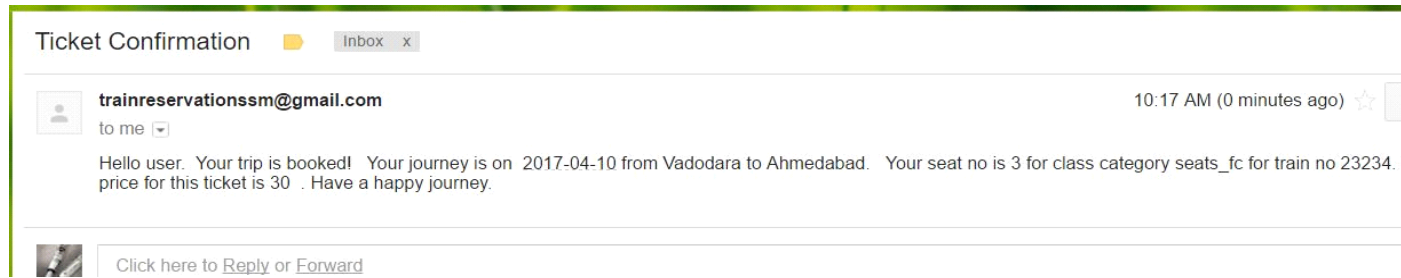 Ticket Confirmation Inbox x
trainreservationssm@gmail.com 10:17 AM (0 minutes ago)
to me
Hello user. Your trip is booked! Your journey is on 2017-04-10 from Vadodara to Ahmedabad. Your seat no is 3 for class category seats_fc for train no 23234.
price for this ticket is 30 . Have a happy journey.
Click here to Reply or Forward